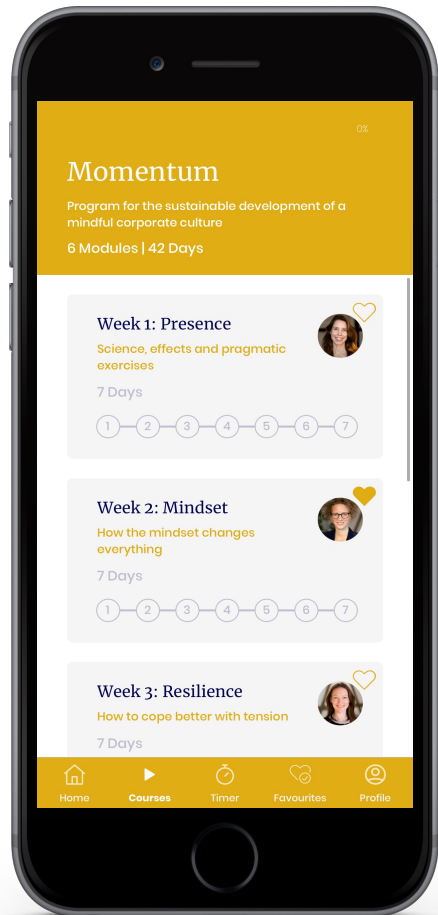 0%
Momentum
Program for the sustainable development of a
mindful corporate culture
6 Modules | 42 Days
Week 1: Presence
Science, effects and pragmatic
exercises
7 Days
1 2 3 4 5 6 7
Week 2: Mindset
How the mindset changes
everything
7 Days
1 2 3 4 5 6 7
Week 3: Resilience
How to cope better with tension
7 Days
Home Courses Timer Favourites Profile